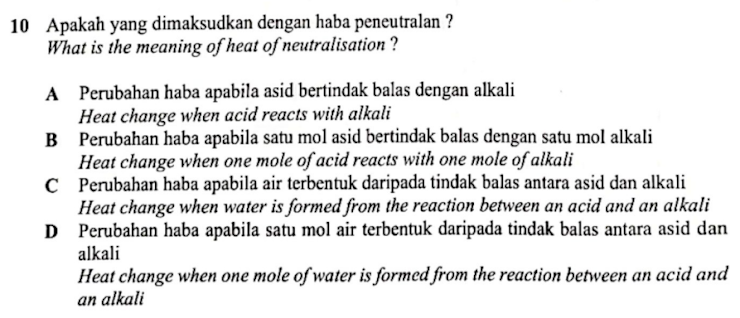 10 Apakah yang dimaksudkan dengan haba peneutralan ?
What is the meaning of heat of neutralisation ?
A Perubahan haba apabila asid bertindak balas dengan alkali
Heat change when acid reacts with alkali
B Perubahan haba apabila satu mol asid bertindak balas dengan satu mol alkali
Heat change when one mole of acid reacts with one mole of alkali
C Perubahan haba apabila air terbentuk daripada tindak balas antara asid dan alkali
Heat change when water is formed from the reaction between an acid and an alkali
D Perubahan haba apabila satu mol air terbentuk daripada tindak balas antara asid dan
alkali
Heat change when one mole of water is formed from the reaction between an acid and
an alkali